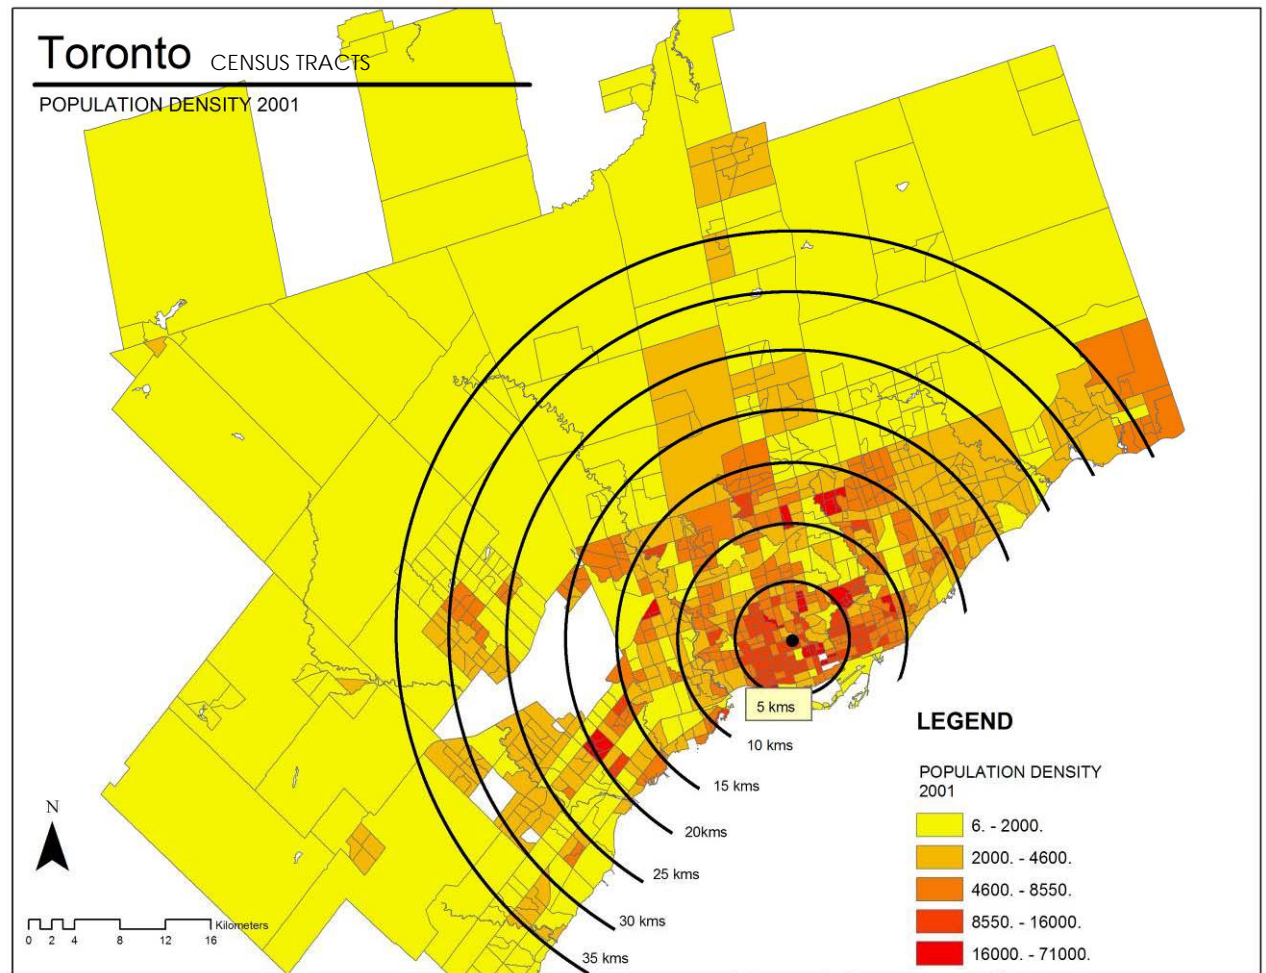 Toronto CENSUS TRACTS
POPULATION DENSITY 2001
5 kms
10 kms
15 kms
20kms
25 kms
30 kms
35 kms
LEGEND
POPULATION DENSITY
2001
6. - 2000.
2000. - 4600.
4600. - 8550.
8550. - 16000.
16000. - 71000.
N
Kilometers
0 2 4 8 12 16